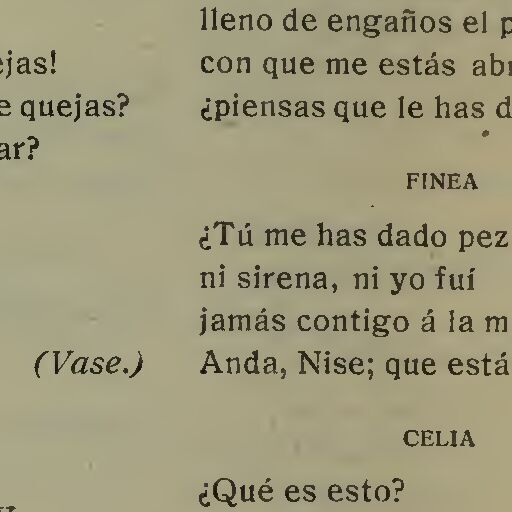 ejas!
e quejas?
ar?
(Vase.)
lleno de engaños el p
con que me estás abr
¿piensas que le has d
FINEA
¿Tú me has dado pez
ni sirena, ni yo fuí
jamás contigo á la m
Anda, Nise; que está
CELIA
¿Qué es esto?